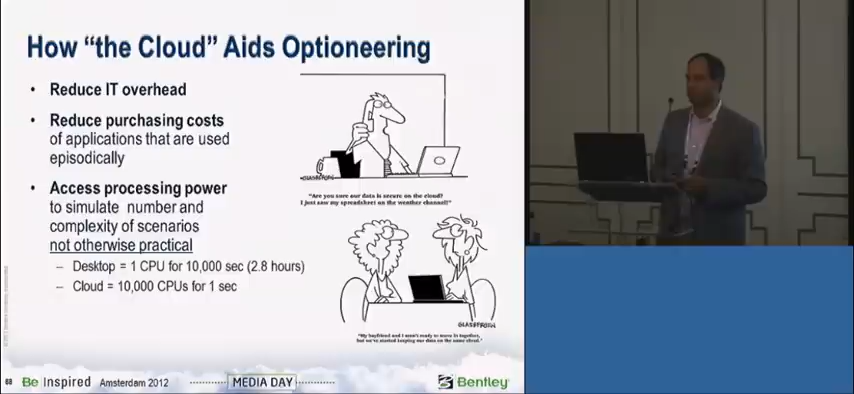 How "the Cloud" Aids Optioneering
• Reduce IT overhead
• Reduce purchasing costs
of applications that are used
episodically
• Access processing power
to simulate number and
complexity of scenarios
not otherwise practical
– Desktop = 1 CPU for 10,000 sec (2.8 hours)
– Cloud = 10,000 CPUs for 1 sec
GLASBERGEN
"Are you sure our data is secure on the cloud?
I just saw my spreadsheet on the weather channel!"
GLASBERGEN
"My boyfriend and I aren't ready to move in together,
but we've started keeping our data on the same cloud."
68 Be Inspired Amsterdam 2012
MEDIA DAY
Bentley